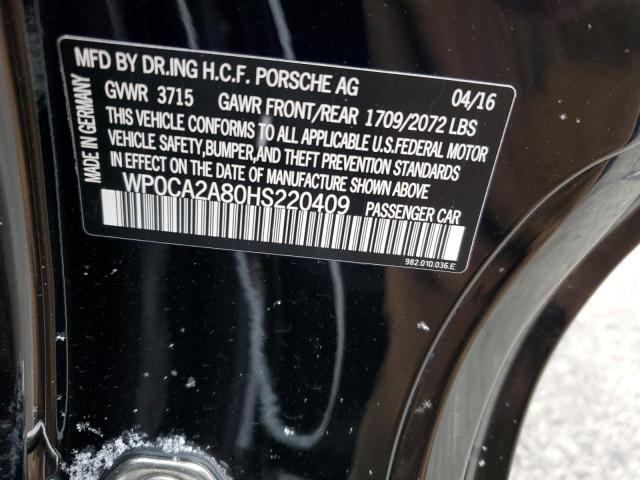 MFD BY DR.ING H.C.F. PORSCHE AG 04/16
GVWR 3715 GAWR FRONT/REAR 1709/2072 LBS
THIS VEHICLE CONFORMS TO ALL APPLICABLE U.S.FEDERAL MOTOR
VEHICLE SAFETY,BUMPER,AND THEFT PREVENTION STANDARDS
IN EFFECT ON THE DATE OF MANUFACTURE SHOWN ABOVE.
WP0CA2A80HS220409 PASSENGER CAR
982.010.036.E
MADE IN GERMANY